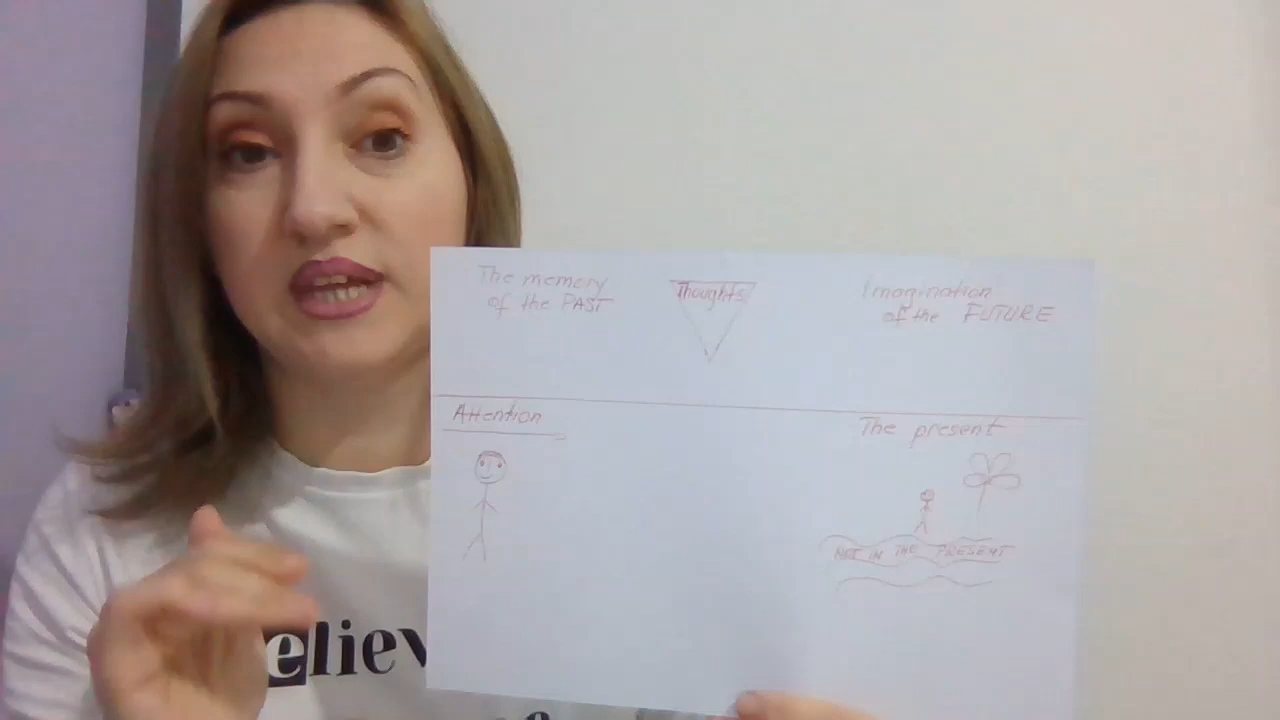 The memory
of the PAST
Thoughts
Imagination
of the FUTURE
Attention
The present
NOT IN THE PRESENT
eliev